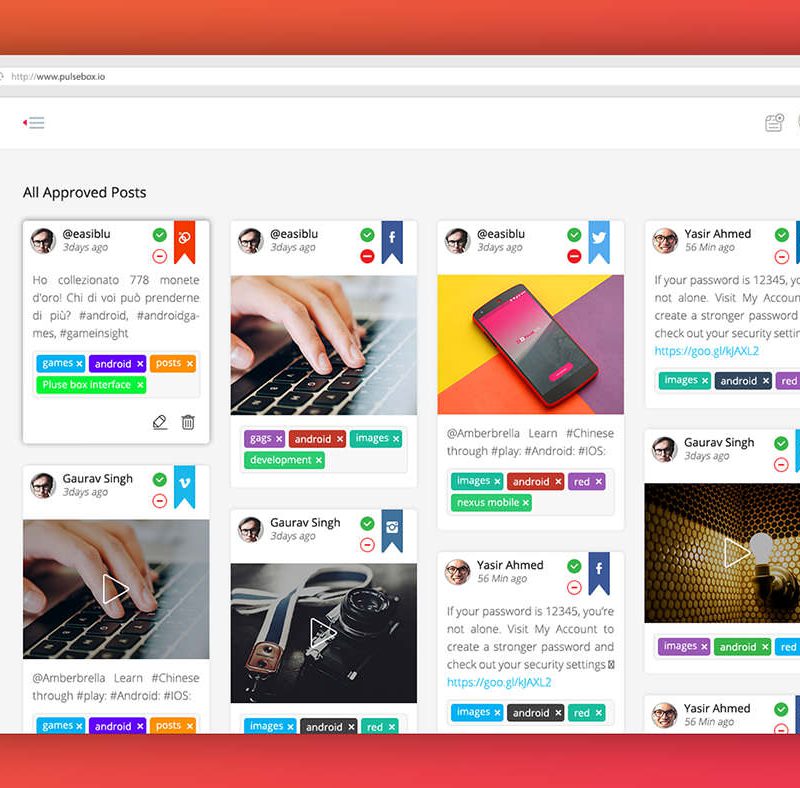 http://www.pulsebox.io
All Approved Posts
@easiblu
3days ago
Ho collezionato 778 monete
d'oro! Chi di voi può prenderne
di più? #android, #androidga-
mes, #gameinsight
games ×
android ×
posts ×
Pluse box interface ×
Gaurav Singh
3days ago
@Amberbrella Learn #Chinese
through #play: #Android: #IOS:
games ×
android ×
posts ×
@easiblu
3days ago
gags ×
android ×
images ×
development ×
Gaurav Singh
3days ago
images ×
android ×
red ×
@easiblu
3days ago
@Amberbrella Learn #Chinese
through #play: #Android: #IOS:
images ×
android ×
red ×
nexus mobile ×
Yasir Ahmed
56 Min ago
If your password is 12345, you're
not alone. Visit My Account to
create a stronger password and
check out your security settings
https://goo.gl/kJAXL2
images ×
android ×
red ×
Yasir Ahmed
56 Min ago
If your password is 12345, yo
not alone. Visit My Accoun
create a stronger password
check out your security settin
https://goo.gl/kJAXL2
images ×
android ×
red
Gaurav Singh
3days ago
images ×
android ×
red
Yasir Ahmed
56 Min ago